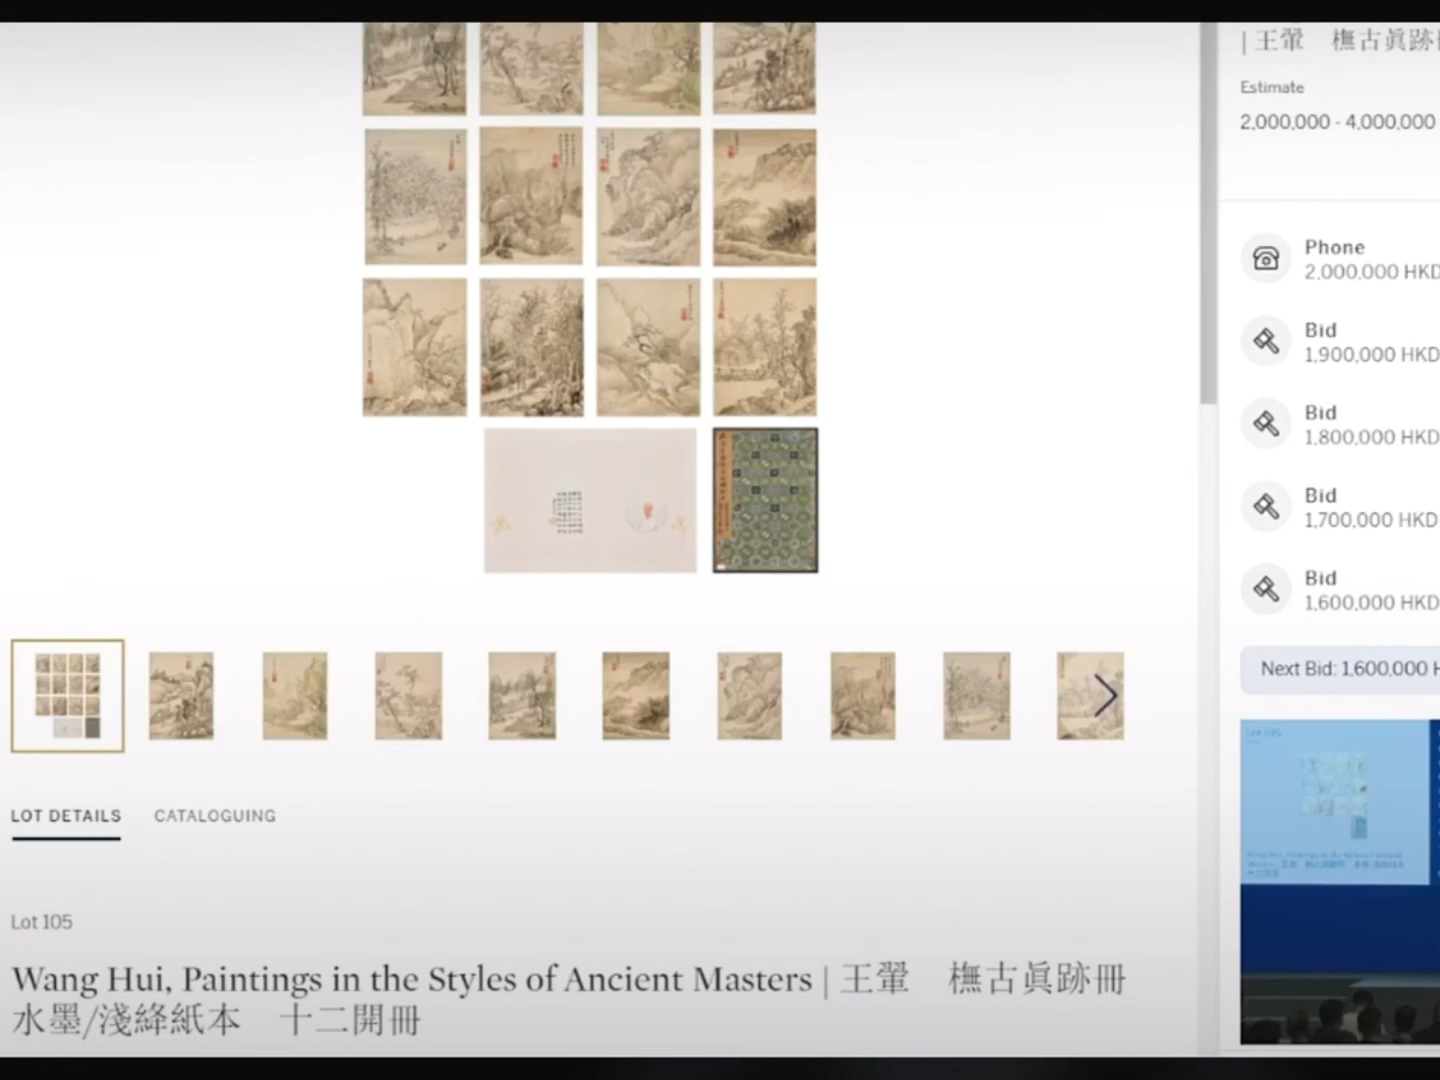 | 王翬　橅古眞跡
Estimate
2,000,000 - 4,000,000
Phone
2,000,000 HKD
Bid
1,900,000 HKD
Bid
1,800,000 HKD
Bid
1,700,000 HKD
Bid
1,600,000 HKD
Next Bid: 1,600,000 H
Lot 105
LOT DETAILS CATALOGUING
Lot 105
Wang Hui, Paintings in the Styles of Ancient Masters | 王翬　橅古眞跡冊
水墨/淺絳紙本　十二開冊